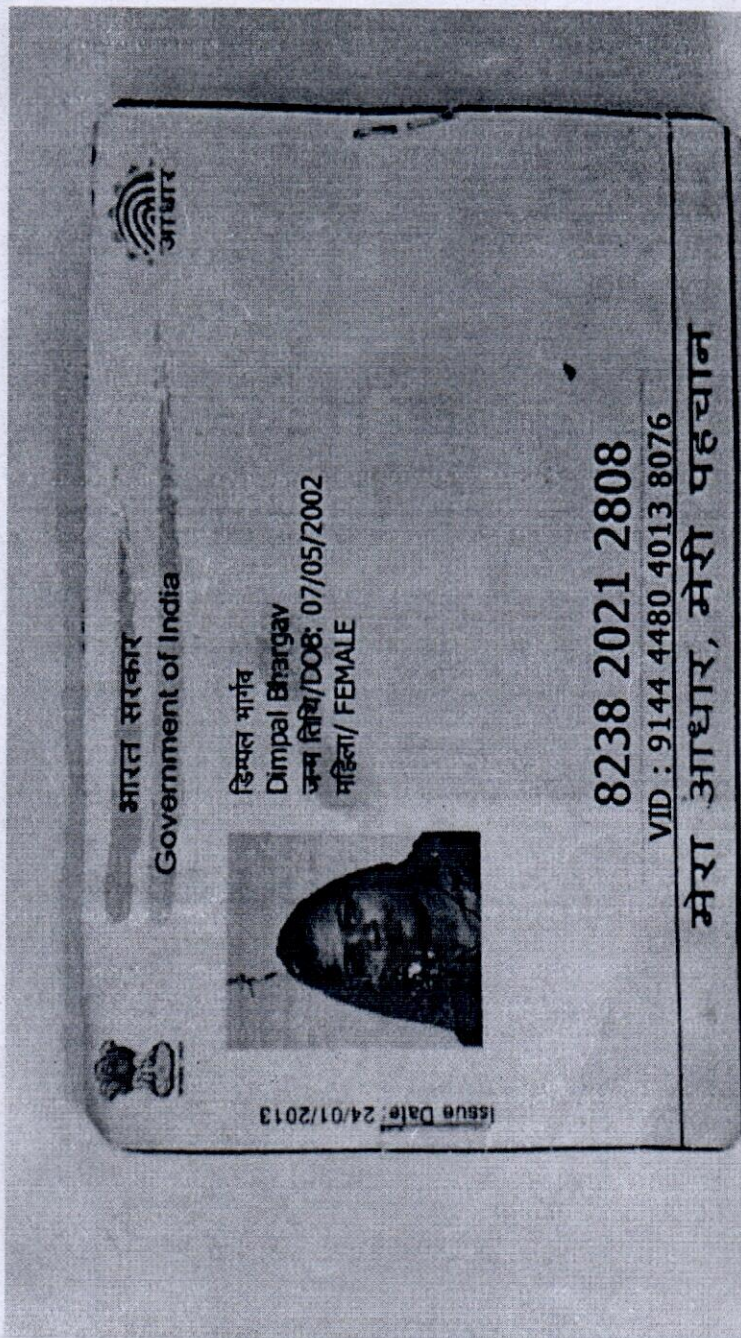 भारत सरकार
Government of India
आधार
डिम्पल भार्गव
Dimpal Bhargav
जन्म तिथि/DOB: 07/05/2002
महिला/ FEMALE
Issue Date: 24/01/2013
8238 2021 2808
VID : 9144 4480 4013 8076
मेरा आधार, मेरी पहचान